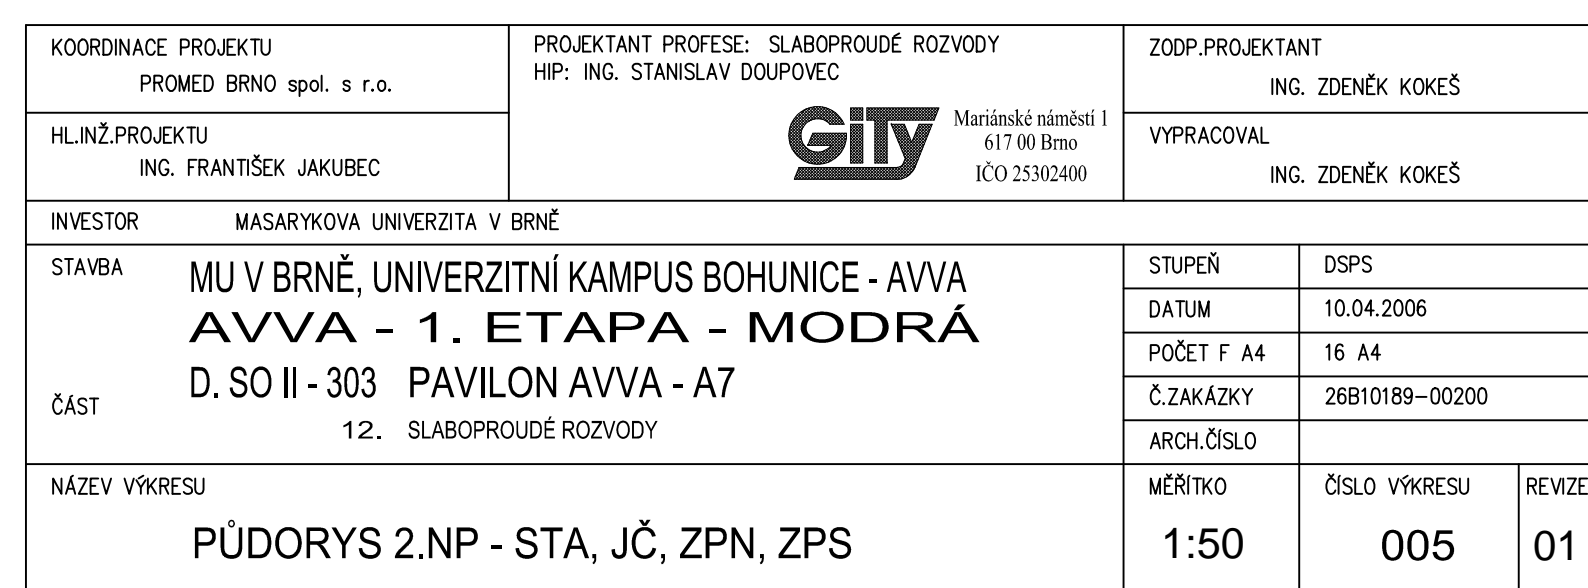 KOORDINACE PROJEKTU
PROMED BRNO spol. s r.o.
HL.INŽ.PROJEKTU
ING. FRANTIŠEK JAKUBEC
PROJEKTANT PROFESE: SLABOPROUDÉ ROZVODY
HIP: ING. STANISLAV DOUPOVEC
GiTy
Mariánské náměstí 1
617 00 Brno
IČO 25302400
ZODP.PROJEKTANT
ING. ZDENĚK KOKEŠ
VYPRACOVAL
ING. ZDENĚK KOKEŠ
INVESTOR MASARYKOVA UNIVERZITA V BRNĚ
STAVBA
MU V BRNĚ, UNIVERZITNÍ KAMPUS BOHUNICE - AVVA
AVVA - 1. ETAPA - MODRÁ
D. SO II - 303 PAVILON AVVA - A7
ČÁST
12. SLABOPROUDÉ ROZVODY
STUPEŇ DSPS
DATUM 10.04.2006
POČET F A4 16 A4
Č.ZAKÁZKY 26B10189-00200
ARCH.ČÍSLO
NÁZEV VÝKRESU
PŮDORYS 2.NP - STA, JČ, ZPN, ZPS
MĚŘÍTKO
1:50
ČÍSLO VÝKRESU
005
REVIZE
01